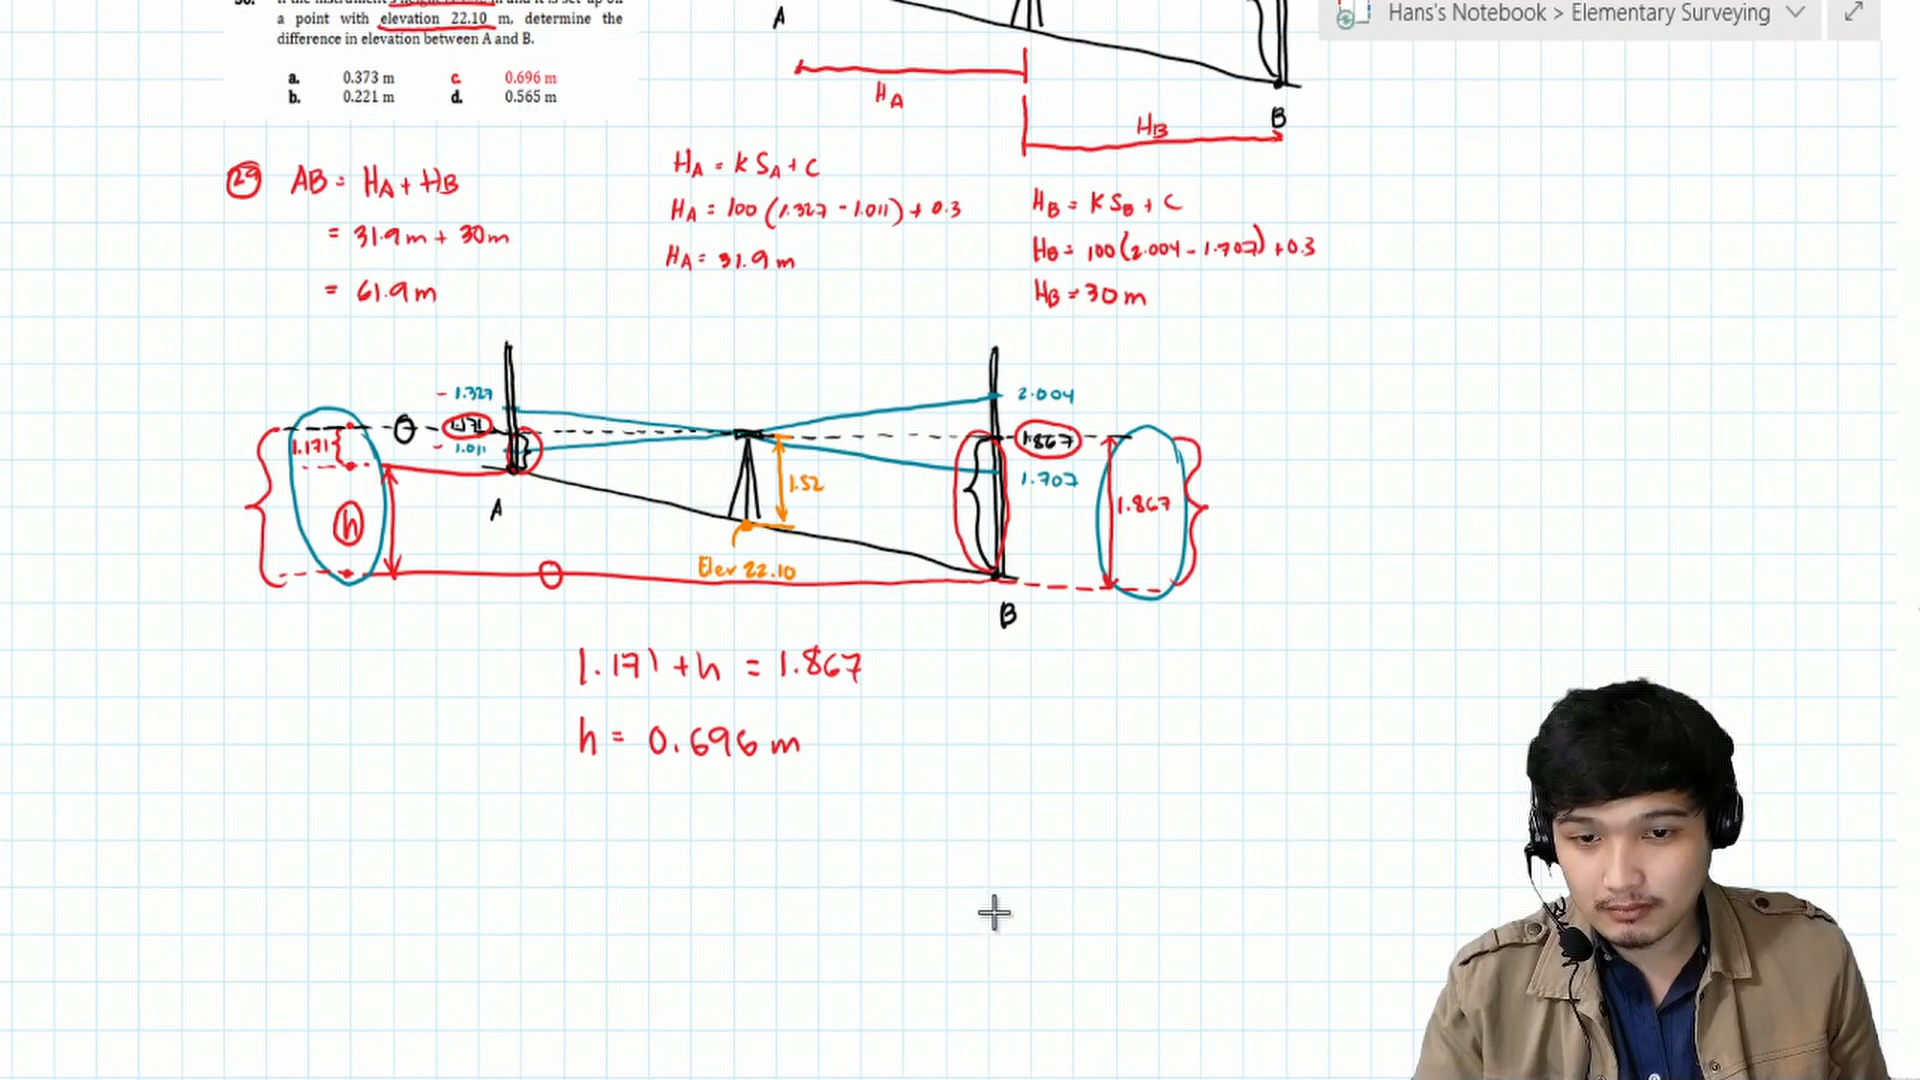 Hans's Notebook > Elementary Surveying
a point with elevation 22.10 m, determine the
difference in elevation between A and B.
a. 0.373 m c. 0.696 m
b. 0.221 m d. 0.565 m
A
HA
HB
B
29 AB = HA + HB
= 31.9m + 30m
= 61.9m
HA = K SA + C
HA = 100 (1.327 - 1.011) + 0.3
HA = 31.9 m
HB = K SB + C
HB = 100 (2.004 - 1.707) + 0.3
HB = 30 m
- 1.327
1.171
- 1.011
2.004
1.867
1.707
1.171
h
A
1.52
Elev 22.10
1.867
B
1.171 + h = 1.867
h = 0.696 m